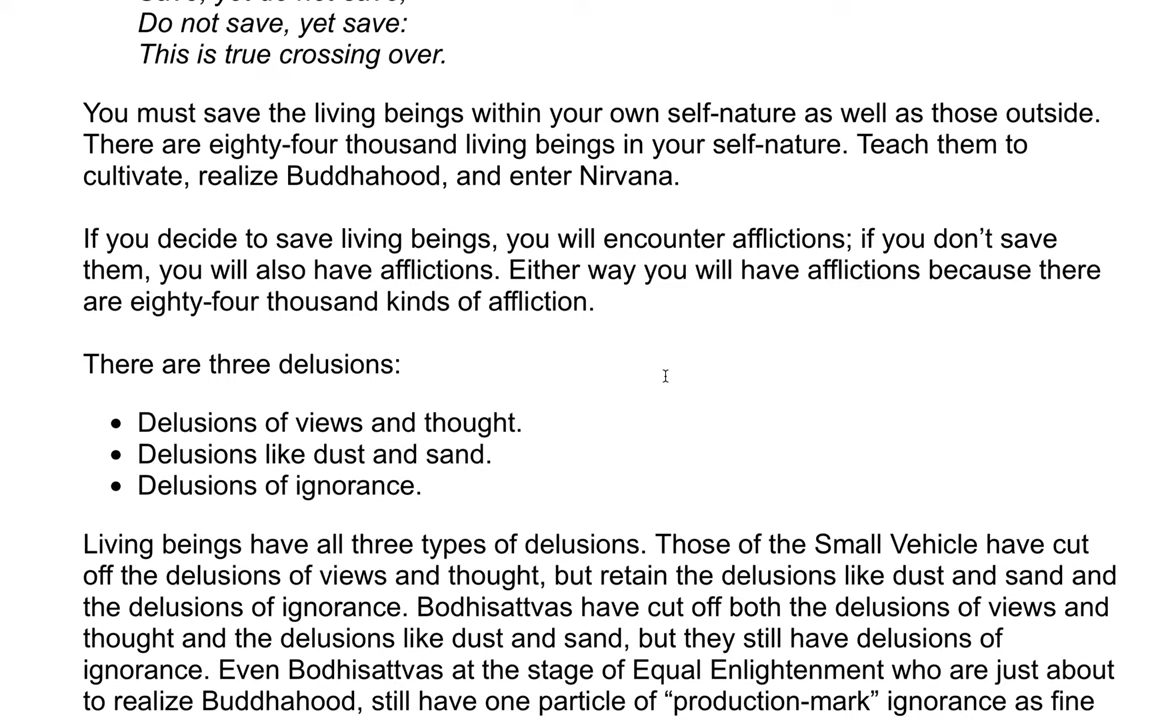 Save, yet do not save,
Do not save, yet save:
This is true crossing over.
You must save the living beings within your own self-nature as well as those outside.
There are eighty-four thousand living beings in your self-nature. Teach them to
cultivate, realize Buddhahood, and enter Nirvana.
If you decide to save living beings, you will encounter afflictions; if you don’t save
them, you will also have afflictions. Either way you will have afflictions because there
are eighty-four thousand kinds of affliction.
There are three delusions:
• Delusions of views and thought.
• Delusions like dust and sand.
• Delusions of ignorance.
Living beings have all three types of delusions. Those of the Small Vehicle have cut
off the delusions of views and thought, but retain the delusions like dust and sand and
the delusions of ignorance. Bodhisattvas have cut off both the delusions of views and
thought and the delusions like dust and sand, but they still have delusions of
ignorance. Even Bodhisattvas at the stage of Equal Enlightenment who are just about
to realize Buddhahood, still have one particle of “production-mark” ignorance as fine